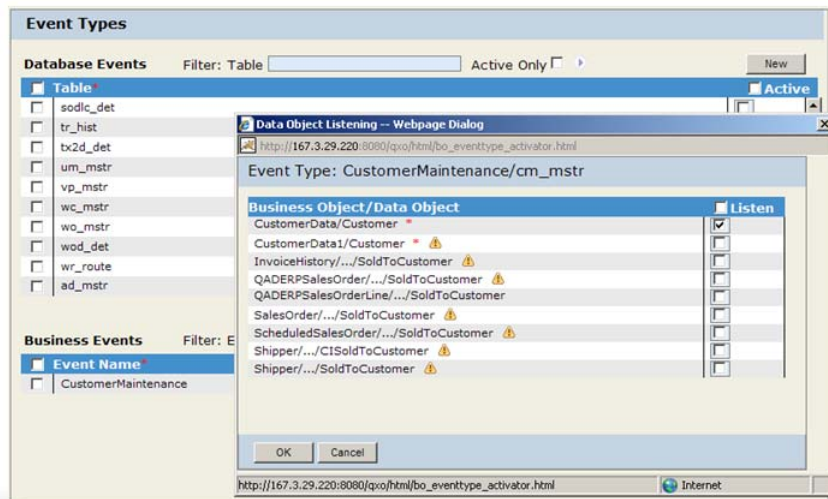 Event Types
Database Events Filter: Table Active Only New
Table* Active
sodlc_det
tr_hist
tx2d_det
um_mstr
vp_mstr
wc_mstr
wo_mstr
wod_det
wr_route
ad_mstr
Business Events Filter: E
Event Name*
CustomerMaintenance
Data Object Listening -- Webpage Dialog
http://167.3.29.220:8080/qxo/html/bo_eventtype_activator.html
Event Type: CustomerMaintenance/cm_mstr
Business Object/Data Object Listen
CustomerData/Customer *
CustomerData1/Customer *
InvoiceHistory/.../SoldToCustomer
QADERPSalesOrder/.../SoldToCustomer
QADERPSalesOrderLine/.../SoldToCustomer
SalesOrder/.../SoldToCustomer
ScheduledSalesOrder/.../SoldToCustomer
Shipper/.../CISoldToCustomer
Shipper/.../SoldToCustomer
OK Cancel
http://167.3.29.220:8080/qxo/html/bo_eventtype_activator.html Internet